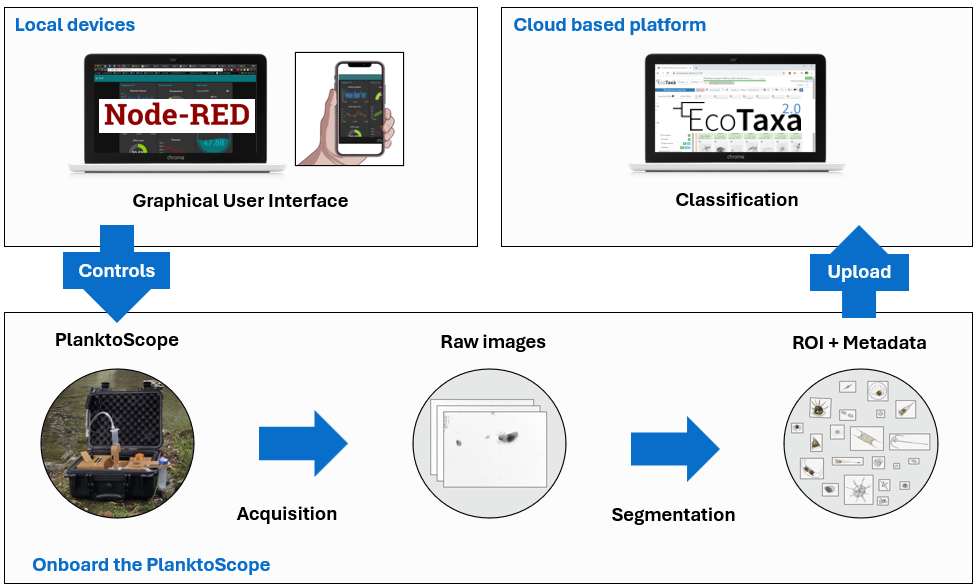 Local devices
Node-RED
47.88
chrome
Graphical User Interface
Cloud based platform
EcoTaxa
EcoTaxa 2.0
chrome
Classification
Controls
Upload
PlanktoScope
Raw images
ROI + Metadata
Acquisition
Segmentation
Onboard the PlanktoScope